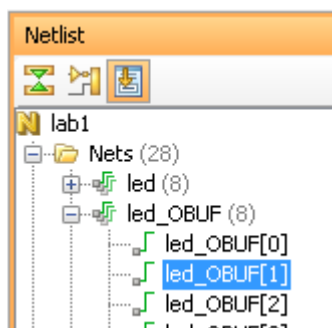 Netlist
lab1
Nets (28)
led (8)
led_OBUF (8)
led_OBUF[0]
led_OBUF[1]
led_OBUF[2]